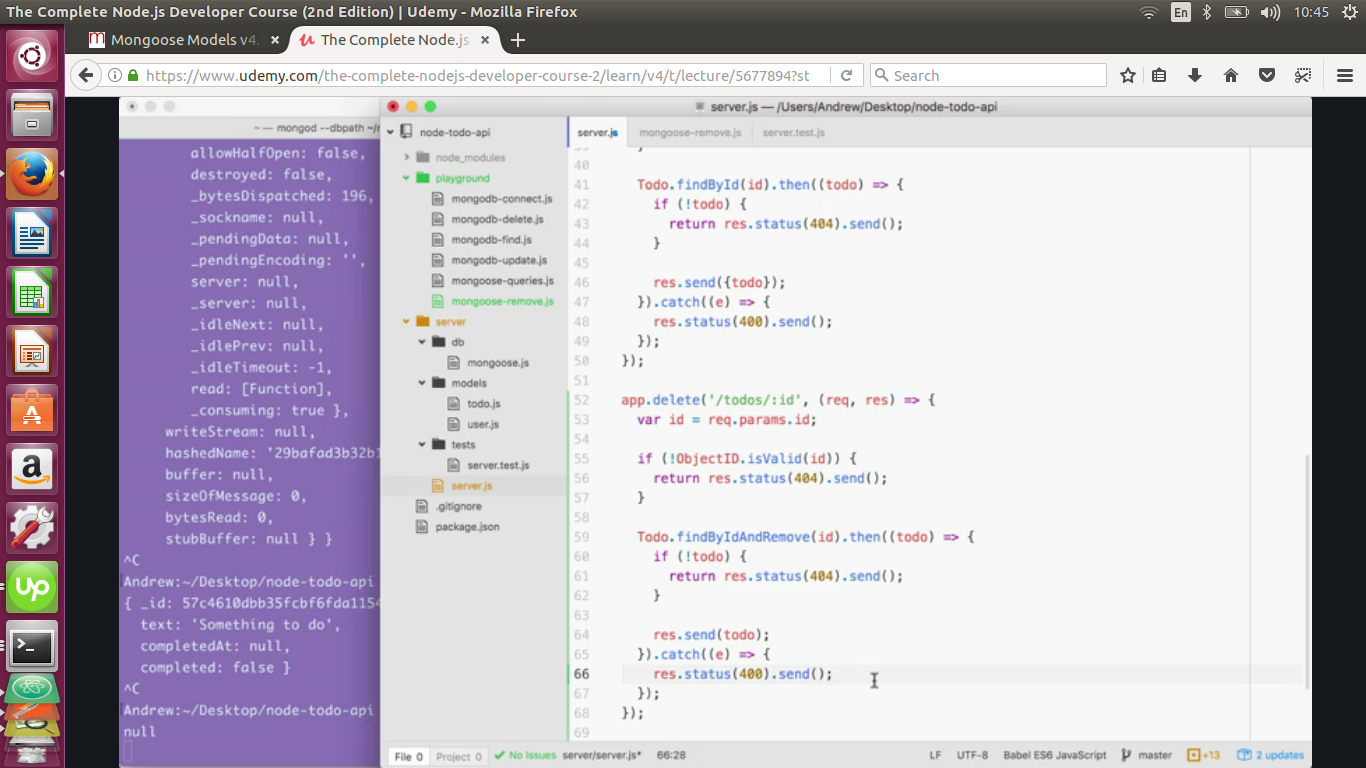 The Complete Node.js Developer Course (2nd Edition) | Udemy - Mozilla Firefox
En
10:45
Mongoose Models v4.
The Complete Node.js
https://www.udemy.com/the-complete-nodejs-developer-course-2/learn/v4/t/lecture/5677894?st
Search
~ — mongod --dbpath ~/
allowHalfOpen: false,
destroyed: false,
_bytesDispatched: 196,
_sockname: null,
_pendingData: null,
_pendingEncoding: '',
server: null,
_server: null,
_idleNext: null,
_idlePrev: null,
_idleTimeout: -1,
read: [Function],
_consuming: true },
writeStream: null,
hashedName: '29bafad3b32b1
buffer: null,
sizeOfMessage: 0,
bytesRead: 0,
stubBuffer: null } }
^C
Andrew:~/Desktop/node-todo-api
{ _id: 57c4610dbb35fcbf6fda1154
text: 'Something to do',
completedAt: null,
completed: false }
^C
Andrew:~/Desktop/node-todo-api
null
server.js — /Users/Andrew/Desktop/node-todo-api
node-todo-api
node_modules
playground
mongodb-connect.js
mongodb-delete.js
mongodb-find.js
mongodb-update.js
mongoose-queries.js
mongoose-remove.js
server
db
mongoose.js
models
todo.js
user.js
tests
server.test.js
server.js
.gitignore
package.json
server.js
mongoose-remove.js
server.test.js
39 }
40
41 Todo.findById(id).then((todo) => {
42 if (!todo) {
43 return res.status(404).send();
44 }
45
46 res.send({todo});
47 }).catch((e) => {
48 res.status(400).send();
49 });
50 });
51
52 app.delete('/todos/:id', (req, res) => {
53 var id = req.params.id;
54
55 if (!ObjectID.isValid(id)) {
56 return res.status(404).send();
57 }
58
59 Todo.findByIdAndRemove(id).then((todo) => {
60 if (!todo) {
61 return res.status(404).send();
62 }
63
64 res.send(todo);
65 }).catch((e) => {
66 res.status(400).send();
67 });
68 });
69
File 0
Project 0
No Issues
server/server.js*
66:28
LF
UTF-8
Babel ES6 JavaScript
master
+13
2 updates